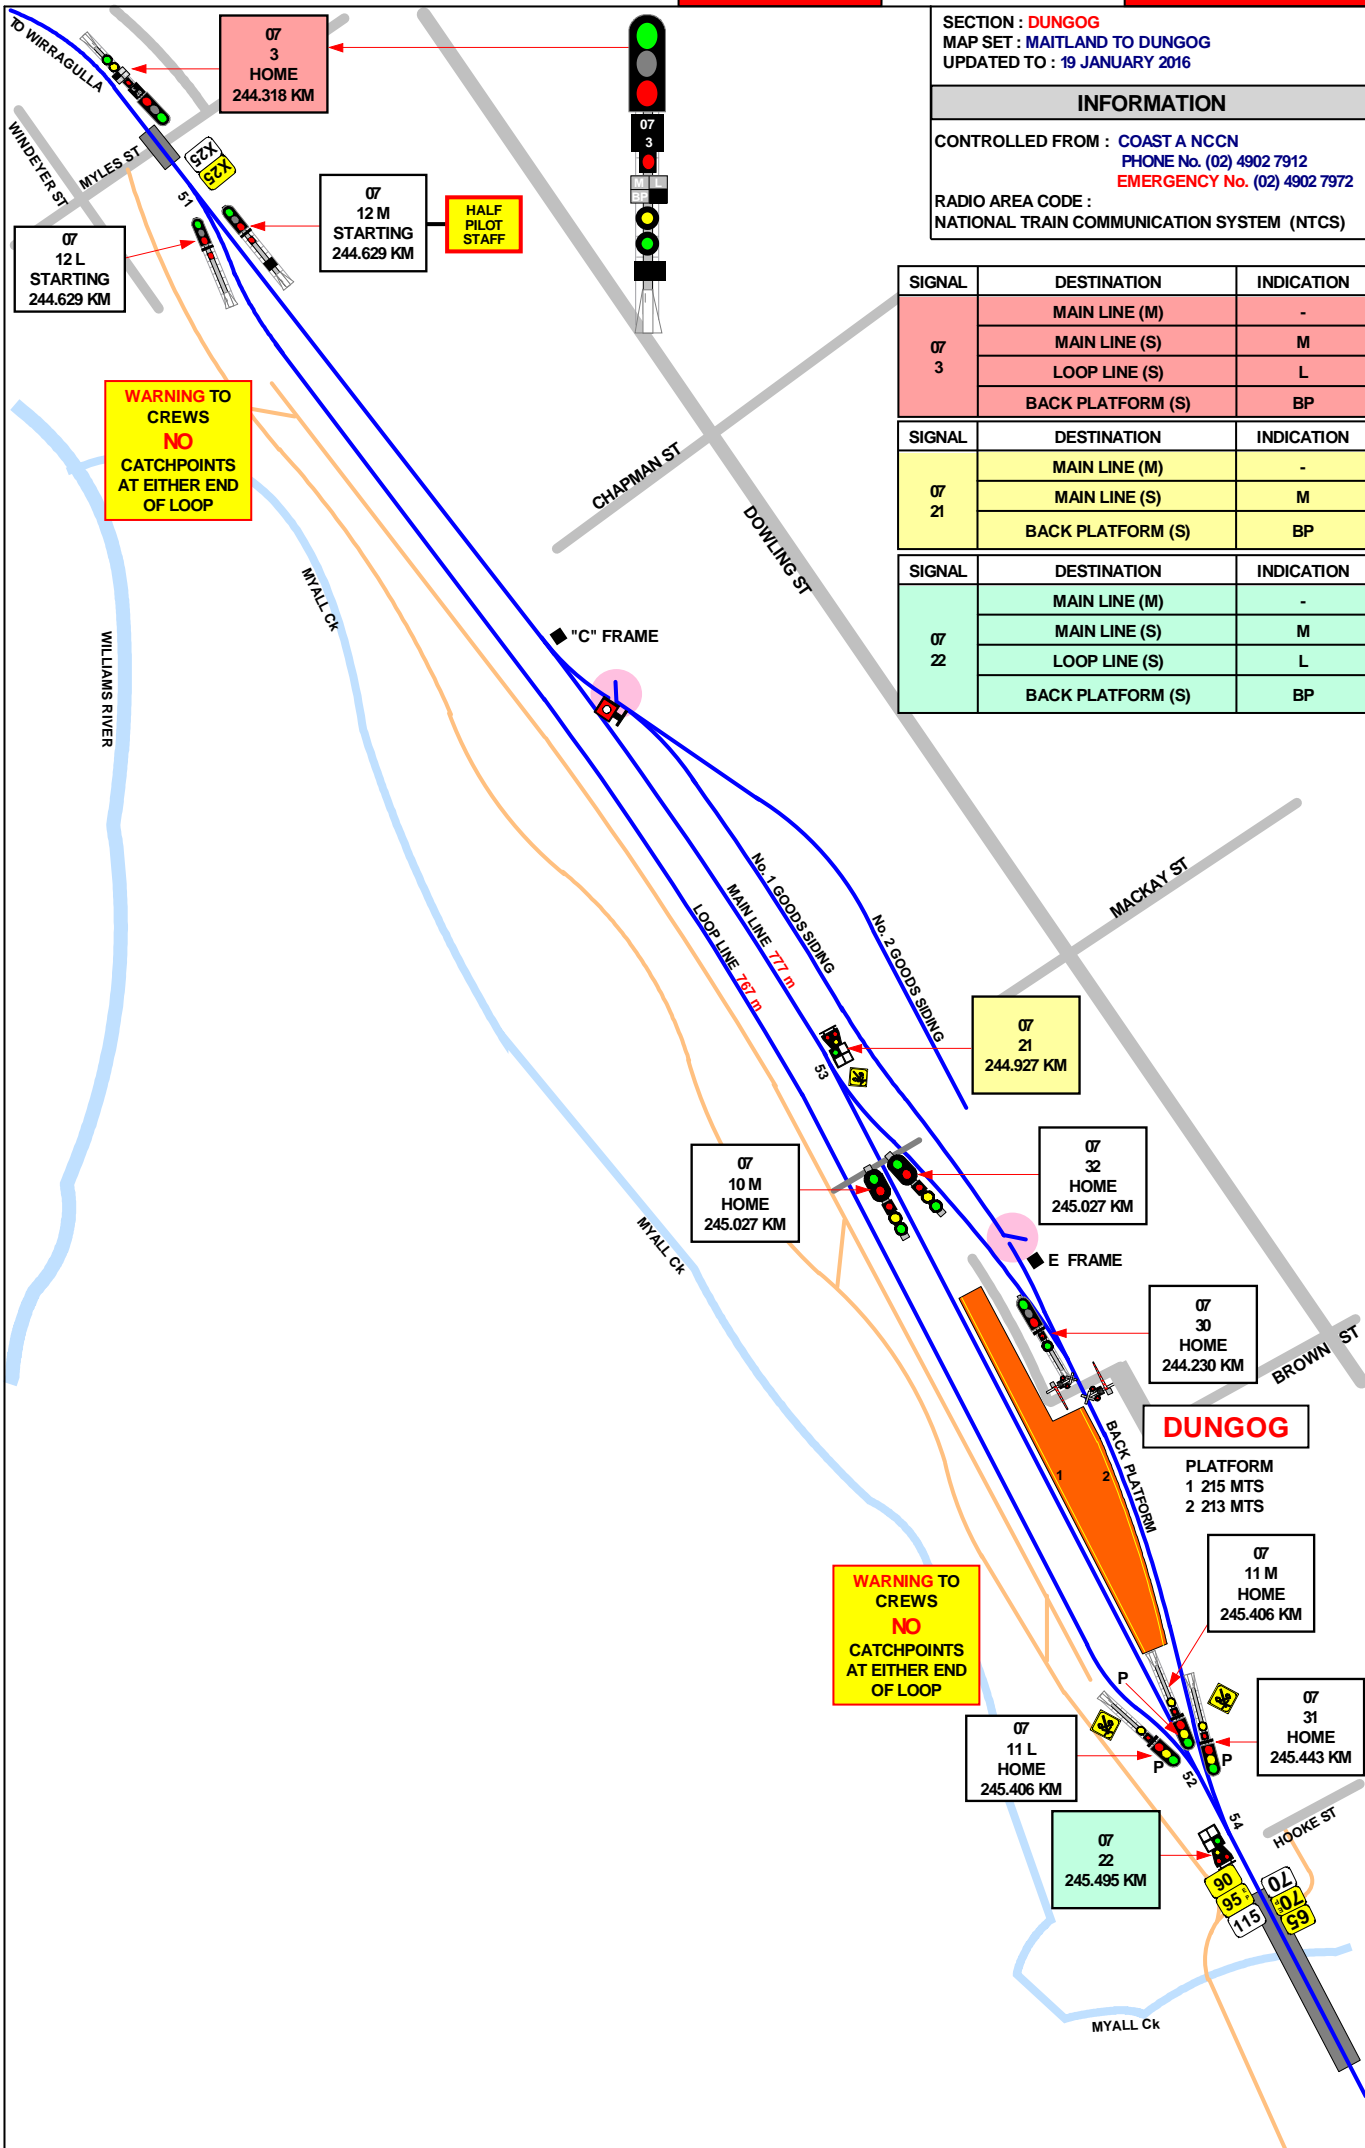 SECTION : DUNGOG
MAP SET : MAITLAND TO DUNGOG
UPDATED TO : 19 JANUARY 2016
INFORMATION
CONTROLLED FROM : COAST A NCCN
PHONE No. (02) 4902 7912
EMERGENCY No. (02) 4902 7972
RADIO AREA CODE :
NATIONAL TRAIN COMMUNICATION SYSTEM (NTCS)
SIGNAL DESTINATION INDICATION
07
3
MAIN LINE (M) -
MAIN LINE (S) M
LOOP LINE (S) L
BACK PLATFORM (S) BP
SIGNAL DESTINATION INDICATION
07
21
MAIN LINE (M) -
MAIN LINE (S) M
BACK PLATFORM (S) BP
SIGNAL DESTINATION INDICATION
07
22
MAIN LINE (M) -
MAIN LINE (S) M
LOOP LINE (S) L
BACK PLATFORM (S) BP
TO WIRRAGULLA
07
3
HOME
244.318 KM
07
3
M L
BP
WINDEYER ST
MYLES ST
X25
X25
51
07
12 M
STARTING
244.629 KM
HALF
PILOT
STAFF
07
12 L
STARTING
244.629 KM
WARNING TO
CREWS
NO
CATCHPOINTS
AT EITHER END
OF LOOP
CHAPMAN ST
DOWLING ST
MYALL Ck
WILLIAMS RIVER
"C" FRAME
No. 1 GOODS SIDING
MAIN LINE 777 m
LOOP LINE 767 m
No. 2 GOODS SIDING
MACKAY ST
07
21
244.927 KM
53
07
10 M
HOME
245.027 KM
07
32
HOME
245.027 KM
MYALL Ck
E FRAME
07
30
HOME
244.230 KM
BROWN ST
DUNGOG
PLATFORM
1 215 MTS
2 213 MTS
1
2
BACK PLATFORM
07
11 M
HOME
245.406 KM
WARNING TO
CREWS
NO
CATCHPOINTS
AT EITHER END
OF LOOP
P
07
31
HOME
245.443 KM
P
07
11 L
HOME
245.406 KM
P
52
54
HOOKE ST
07
22
245.495 KM
90
95
115
70
70
65
MYALL Ck